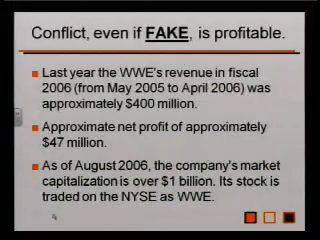 Conflict, even if FAKE, is profitable.
Last year the WWE's revenue in fiscal
2006 (from May 2005 to April 2006) was
approximately $400 million.
Approximate net profit of approximately
$47 million.
As of August 2006, the company's market
capitalization is over $1 billion. Its stock is
traded on the NYSE as WWE.